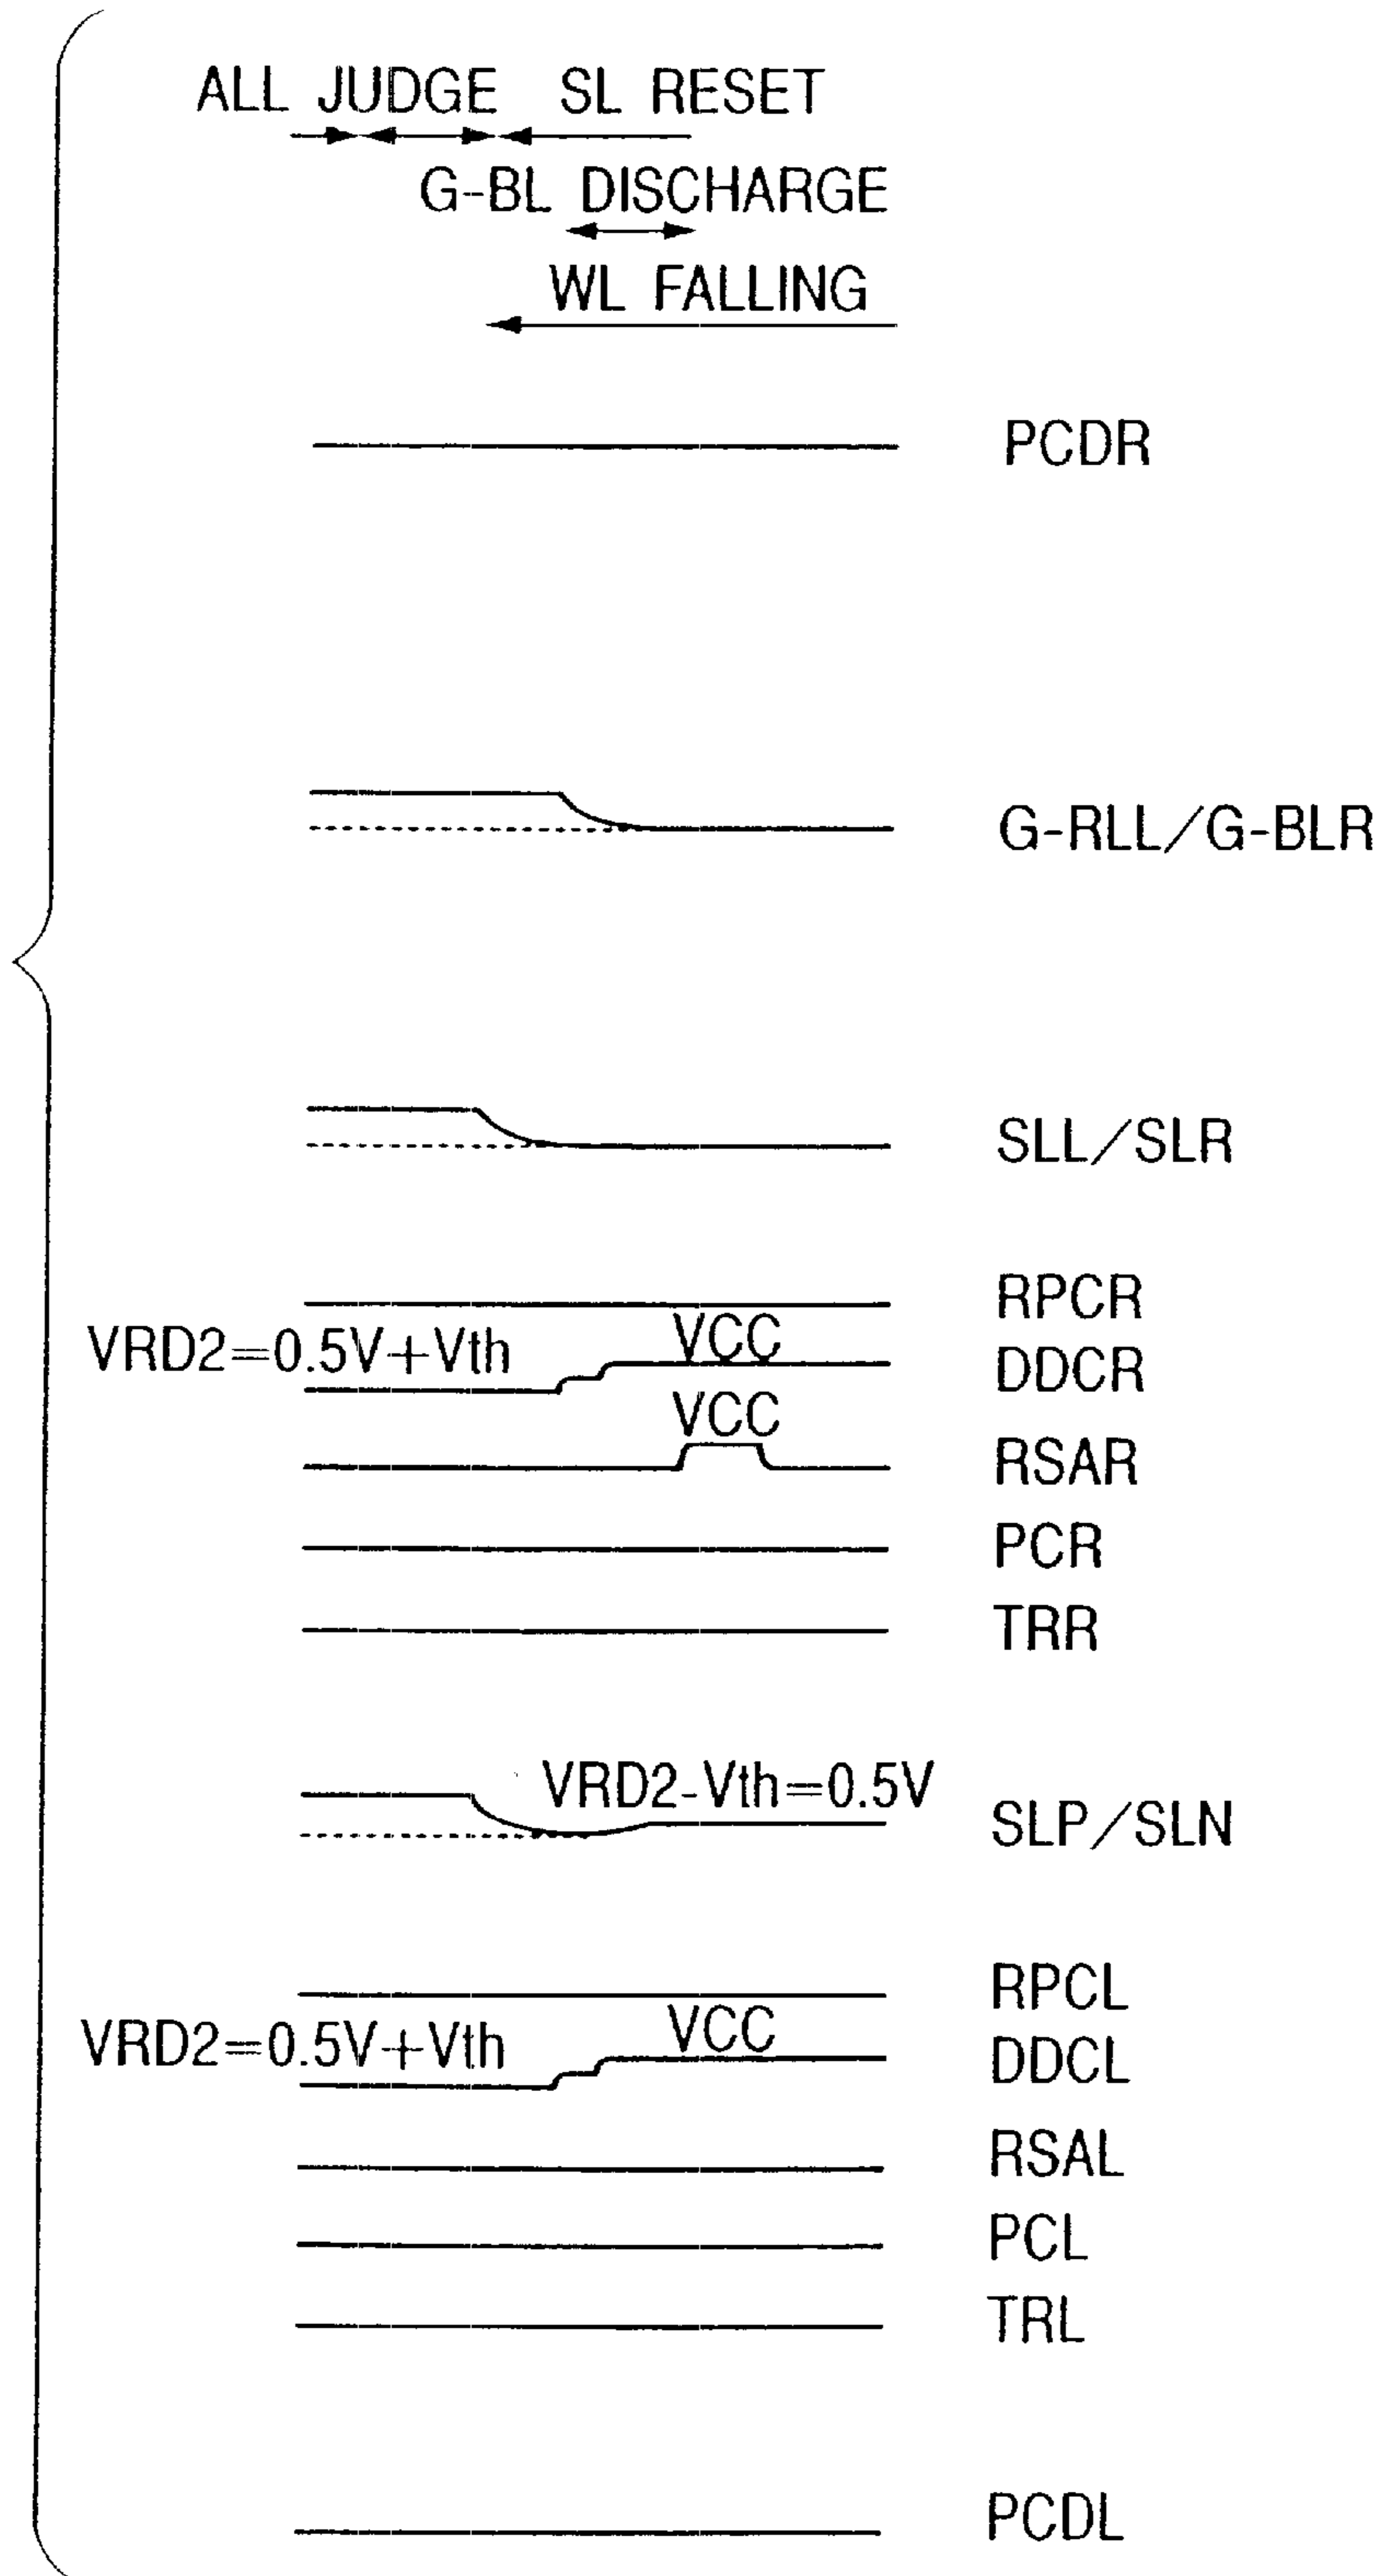 ALL JUDGE SL RESET
G-BL DISCHARGE
WL FALLING
PCDR
G-RLL/G-BLR
SLL/SLR
RPCR
VRD2=0.5V+Vth VCC DDCR
VCC
RSAR
PCR
TRR
VRD2-Vth=0.5V
SLP/SLN
RPCL
VRD2=0.5V+Vth VCC DDCL
RSAL
PCL
TRL
PCDL